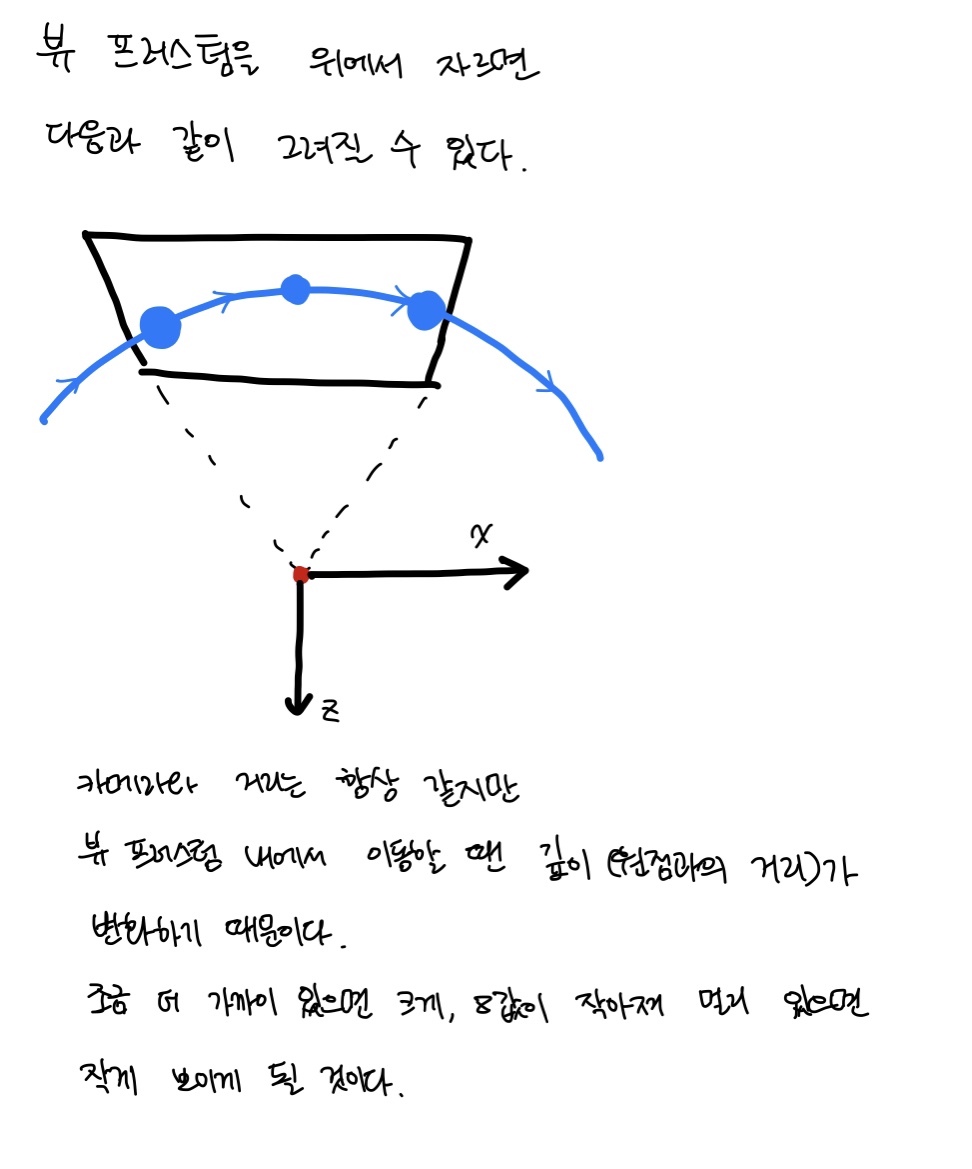 뷰 프러스텀을 위에서 자르면
다음과 같이 그려질 수 있다.
x
z
카메라와 거리는 항상 같지만
뷰 프러스텀 내에서 이동할 땐 깊이 (원점과의 거리)가
변화하기 때문이다.
조금 더 가까이 있으면 크게, z값이 작아져 멀리 있으면
작게 보이게 될 것이다.